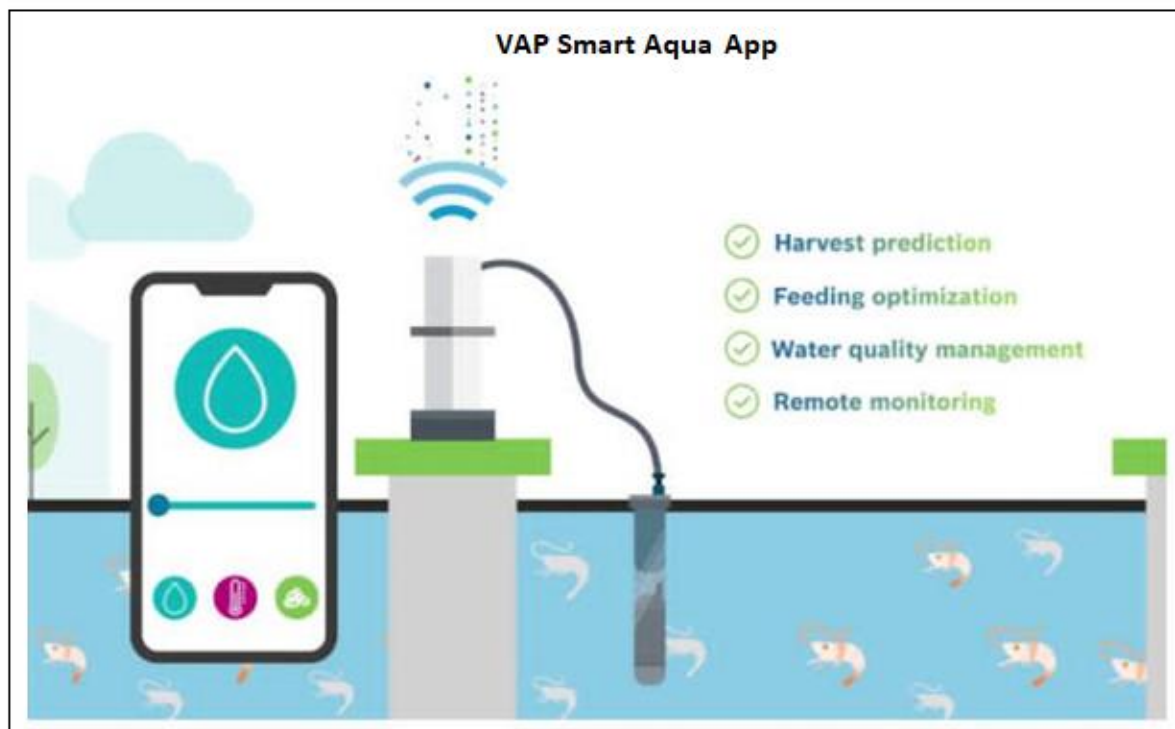 VAP Smart Aqua App
Harvest prediction
Feeding optimization
Water quality management
Remote monitoring